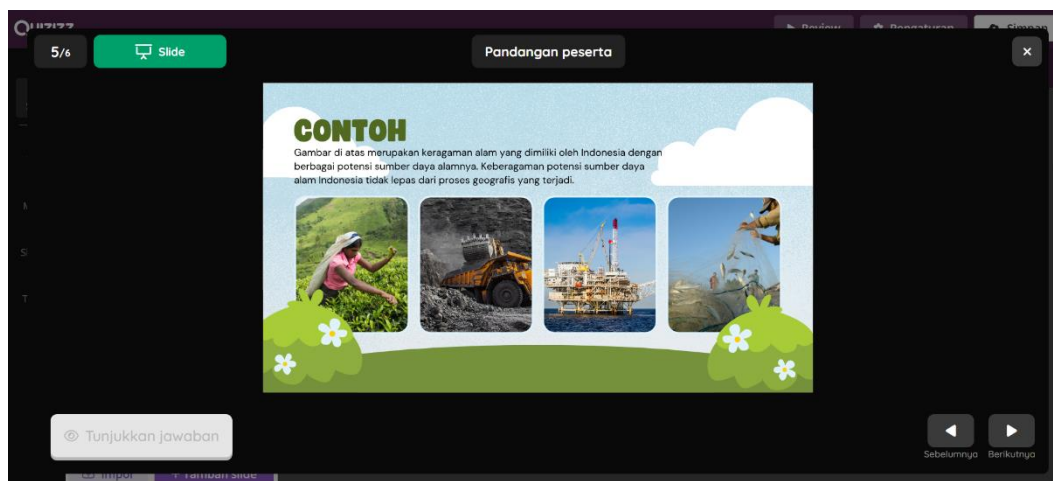 5/6
Slide
Pandangan peserta
CONTOH
Gambar di atas merupakan keragaman alam yang dimiliki oleh Indonesia dengan
berbagai potensi sumber daya alamnya. Keberagaman potensi sumber daya
alam Indonesia tidak lepas dari proses geografis yang terjadi.
Tunjukkan jawaban
Sebelumnya Berikutnya